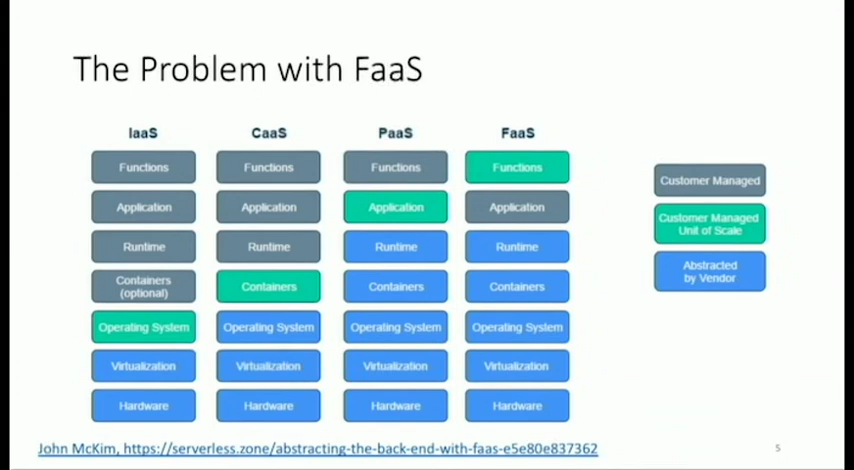 The Problem with FaaS
IaaS CaaS PaaS FaaS
Functions Functions Functions Functions
Application Application Application Application
Runtime Runtime Runtime Runtime
Containers
(optional) Containers Containers Containers
Operating System Operating System Operating System Operating System
Virtualization Virtualization Virtualization Virtualization
Hardware Hardware Hardware Hardware
Customer Managed
Customer Managed
Unit of Scale
Abstracted
by Vendor
John McKim, https://serverless.zone/abstracting-the-back-end-with-faas-e5e80e837362
5